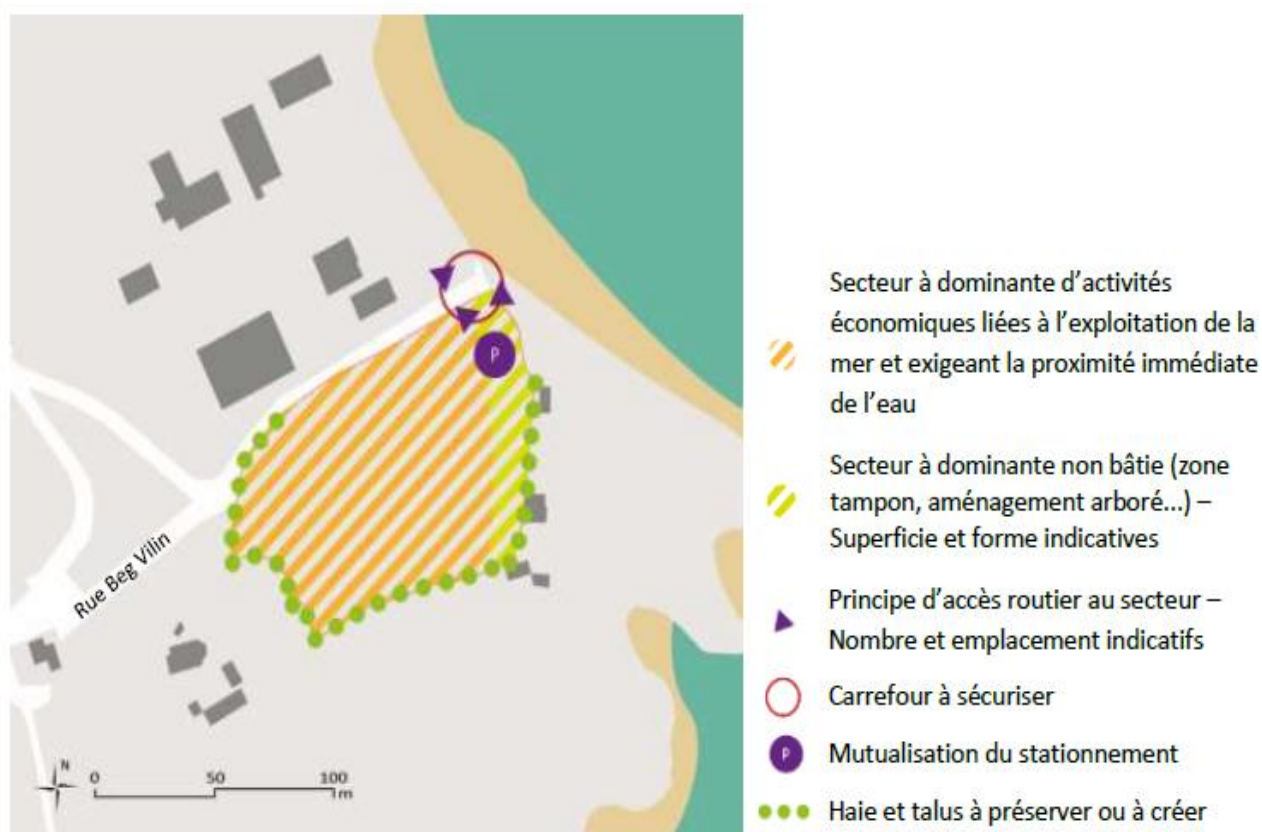 P
Rue Beg Vilin
N
0 50 100
m
Secteur à dominante d’activités
économiques liées à l’exploitation de la
mer et exigeant la proximité immédiate
de l’eau
Secteur à dominante non bâtie (zone
tampon, aménagement arboré...) –
Superficie et forme indicatives
Principe d’accès routier au secteur –
Nombre et emplacement indicatifs
Carrefour à sécuriser
P
Mutualisation du stationnement
Haie et talus à préserver ou à créer